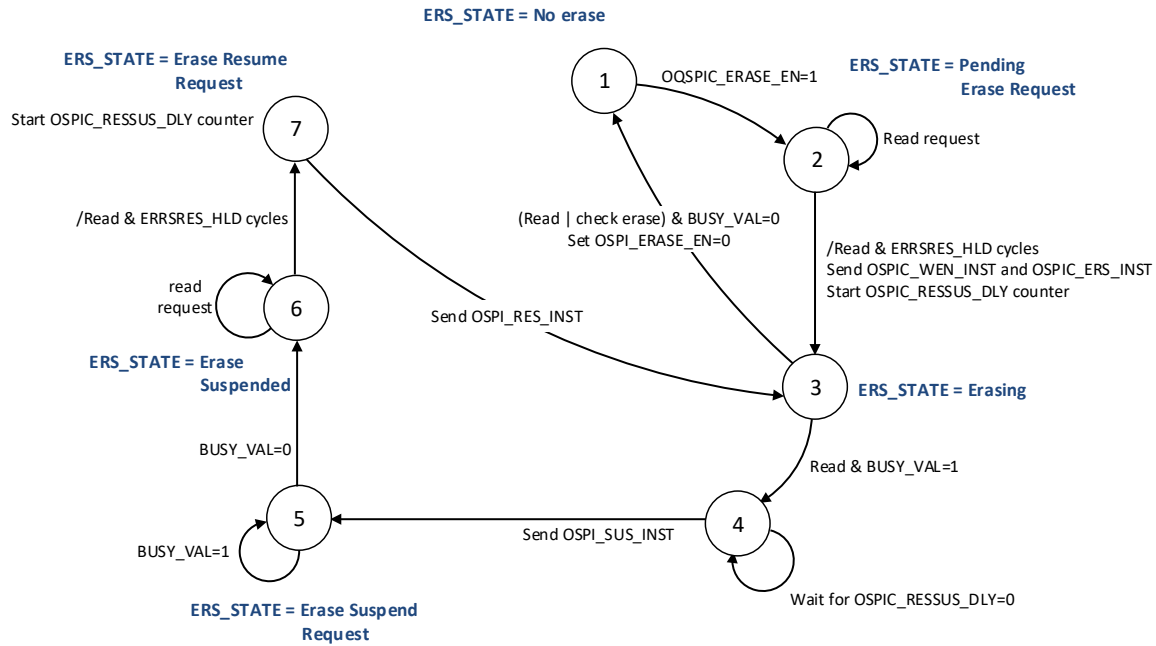 ERS_STATE = No erase
ERS_STATE = Erase Resume
Request
Start OSPIC_RESSUS_DLY counter
7
1
OQSPIC_ERASE_EN=1
ERS_STATE = Pending
Erase Request
2
Read request
/Read & ERRSRES_HLD cycles
(Read | check erase) & BUSY_VAL=0
Set OSPI_ERASE_EN=0
/Read & ERRSRES_HLD cycles
Send OSPIC_WEN_INST and OSPIC_ERS_INST
Start OSPIC_RESSUS_DLY counter
read
request
6
Send OSPI_RES_INST
ERS_STATE = Erase
Suspended
3
ERS_STATE = Erasing
BUSY_VAL=0
Read & BUSY_VAL=1
5
4
Send OSPI_SUS_INST
BUSY_VAL=1
Wait for OSPIC_RESSUS_DLY=0
ERS_STATE = Erase Suspend
Request